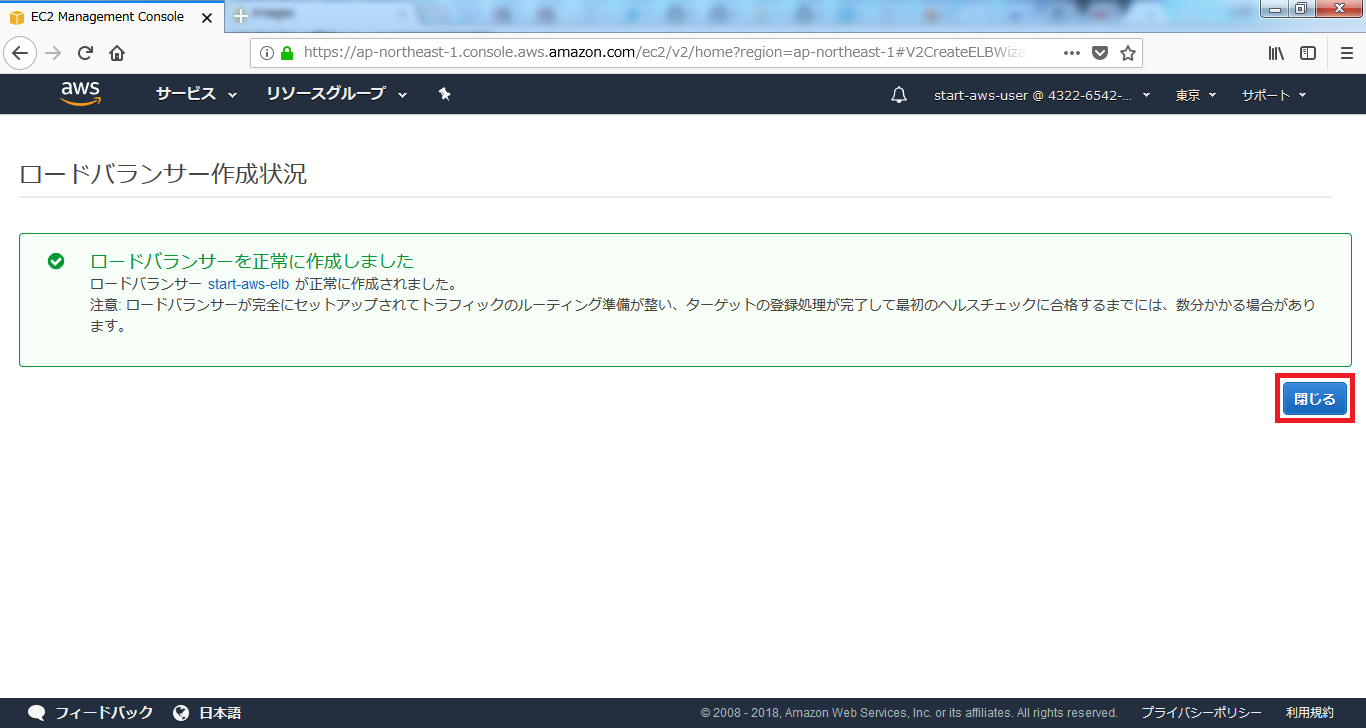 EC2 Management Console
https://ap-northeast-1.console.aws.amazon.com/ec2/v2/home?region=ap-northeast-1#V2CreateELBWiza
aws サービス リソースグループ start-aws-user @ 4322-6542-... 東京 サポート
ロードバランサー作成状況
ロードバランサーを正常に作成しました
ロードバランサー start-aws-elb が正常に作成されました。
注意: ロードバランサーが完全にセットアップされてトラフィックのルーティング準備が整い、ターゲットの登録処理が完了して最初のヘルスチェックに合格するまでには、数分かかる場合があり
ます。
閉じる
フィードバック 日本語 © 2008 - 2018, Amazon Web Services, Inc. or its affiliates. All rights reserved. プライバシーポリシー 利用規約